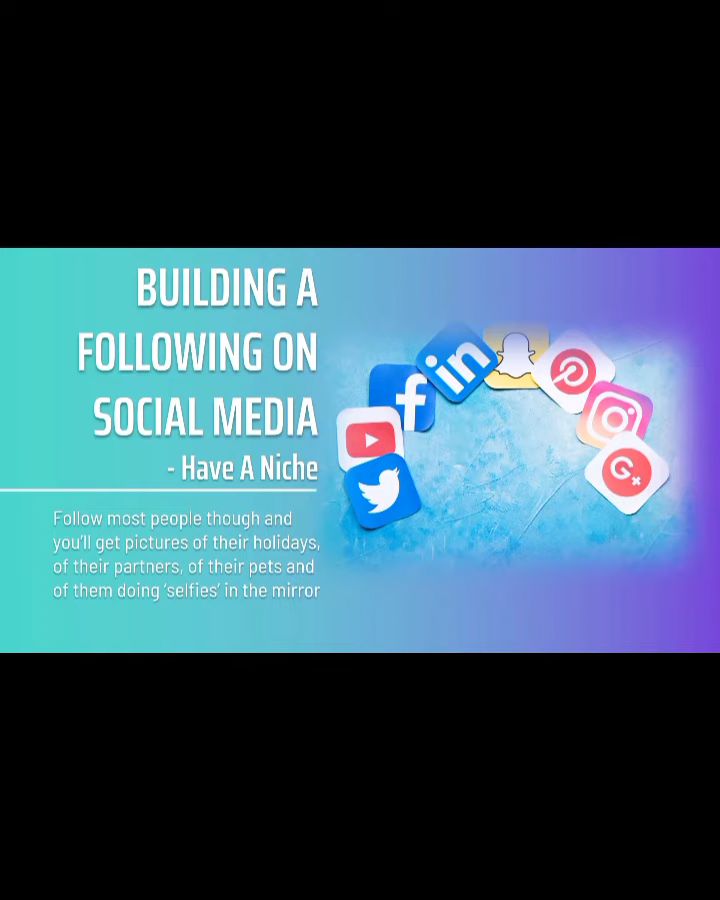 BUILDING A
FOLLOWING ON
SOCIAL MEDIA
- Have A Niche
Follow most people though and
you'll get pictures of their holidays,
of their partners, of their pets and
of them doing 'selfies' in the mirror
f
in
G+